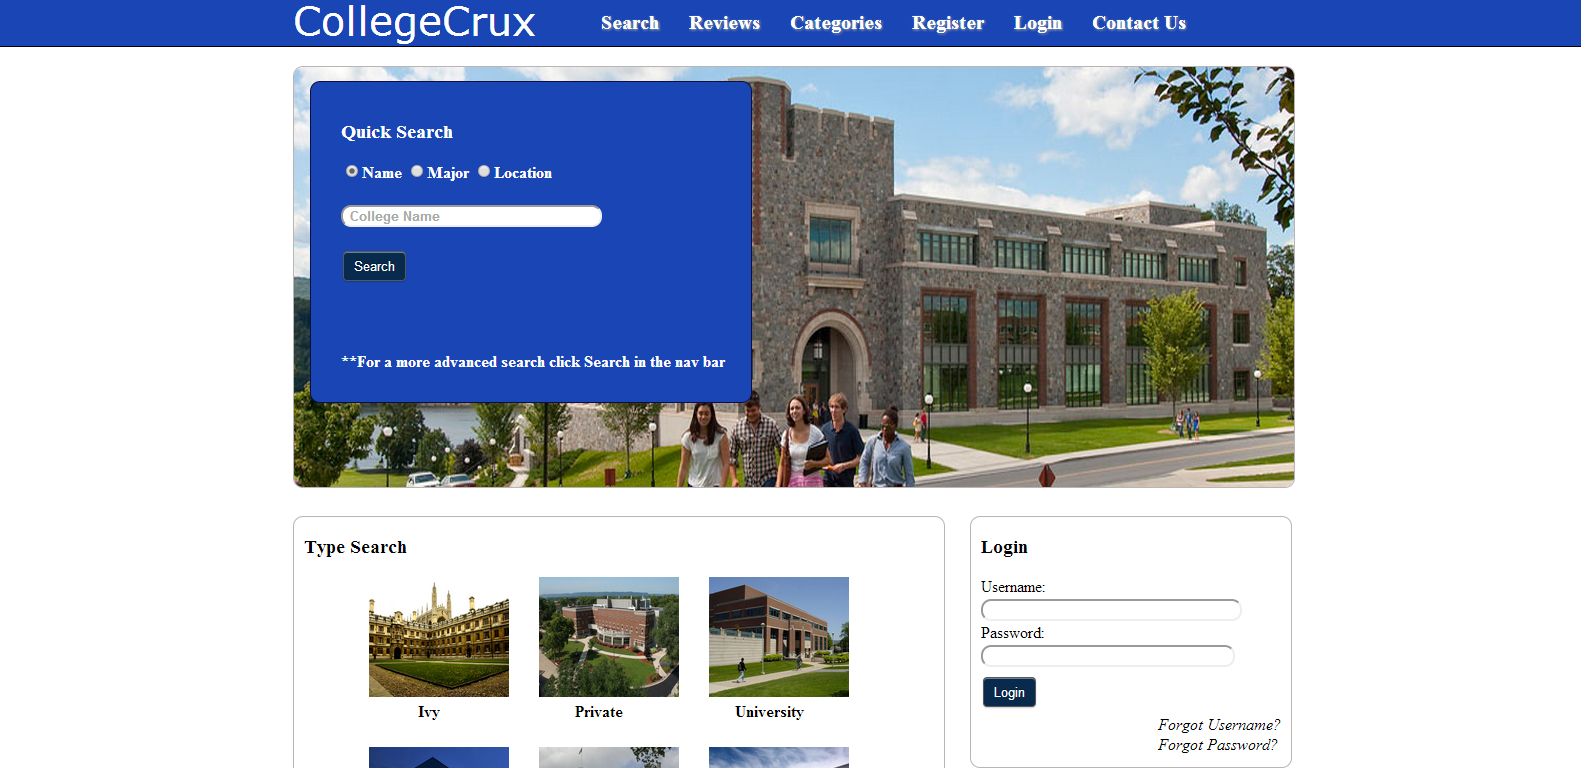 CollegeCrux Search Reviews Categories Register Login Contact Us
Quick Search
Name Major Location
College Name
Search
**For a more advanced search click Search in the nav bar
Type Search
Ivy Private University
Login
Username:
Password:
Login
Forgot Username?
Forgot Password?